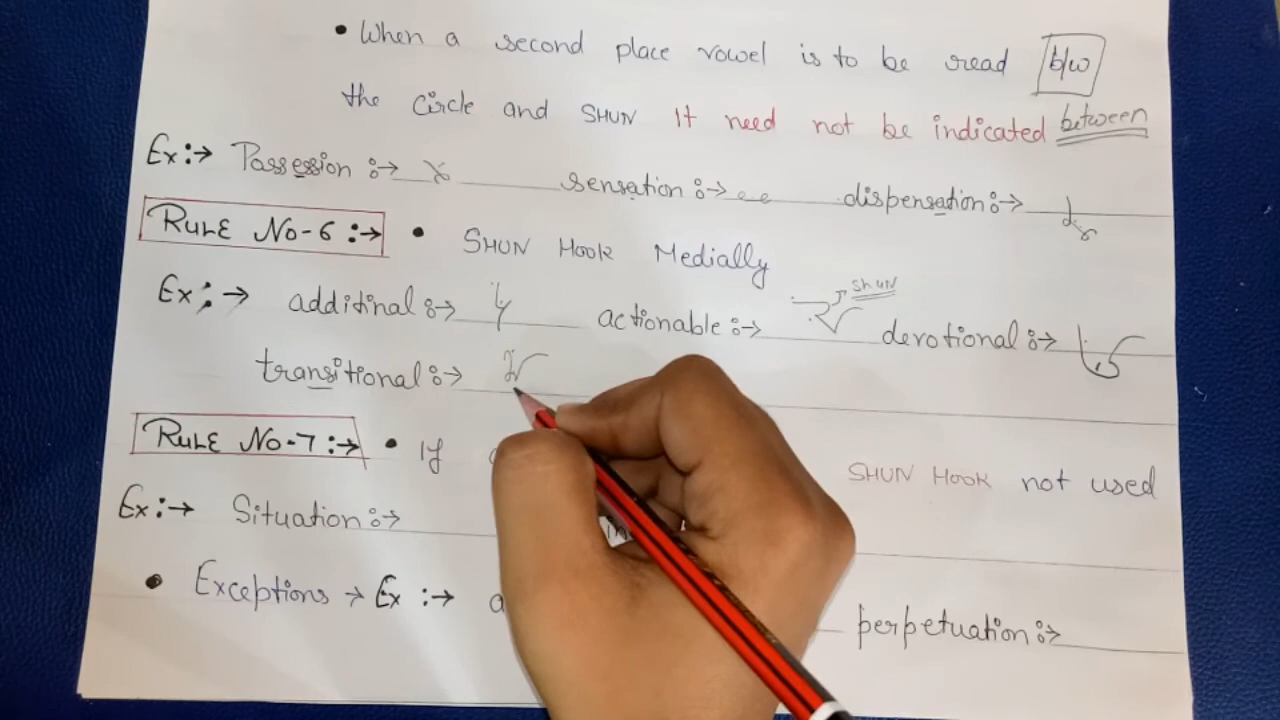 • When a second place vowel is to be read b/w
the Circle and SHUN It need not be indicated between
Ex:→ Possession :→ sensation :→ dispensation :→
RULE No-6 :→ • SHUN Hook Medially
Ex:→ additinal :→ actionable :→ SHUN devotional :→
transitional :→
RULE No-7 :→ • If SHUN Hook not used
Ex:→ Situation :→
• Exceptions → Ex :→ perpetuation :→